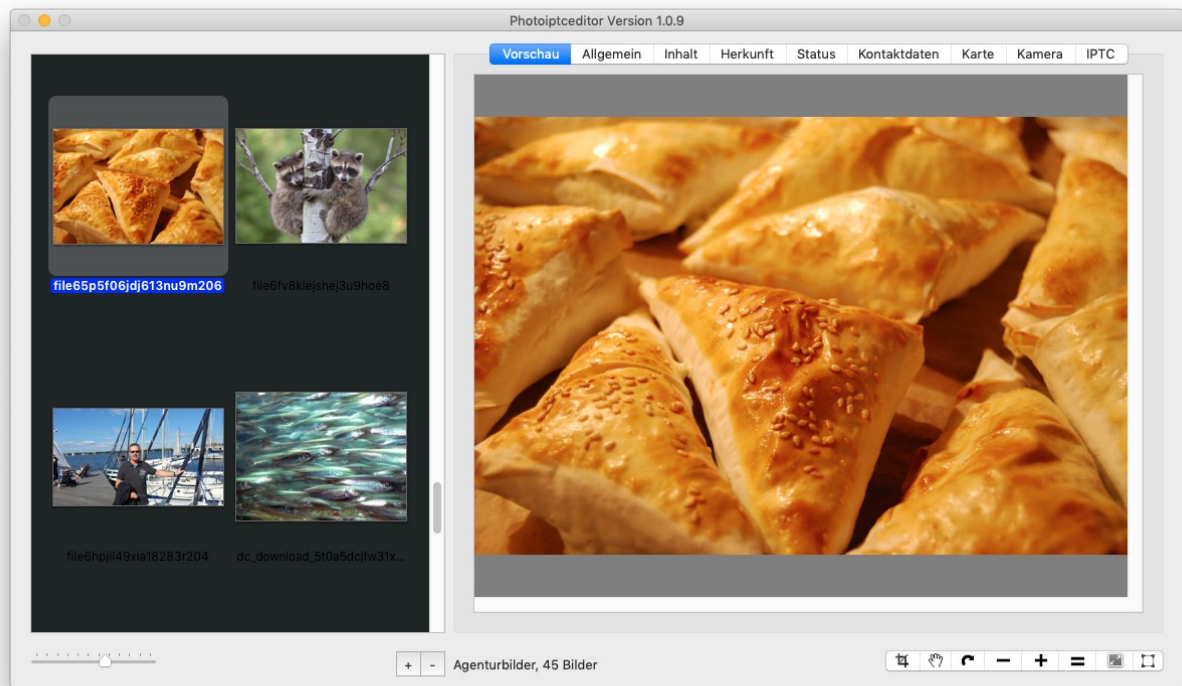 Photoiptceditor Version 1.0.9
Vorschau Allgemein Inhalt Herkunft Status Kontaktdaten Karte Kamera IPTC
file65p5f06jdj613nu9m206 file6fv8klejshej3u9hoe8
file6hpjil49xia18283r204 dc_download_5t0a5dcjfw31x...
+ - Agenturbilder, 45 Bilder